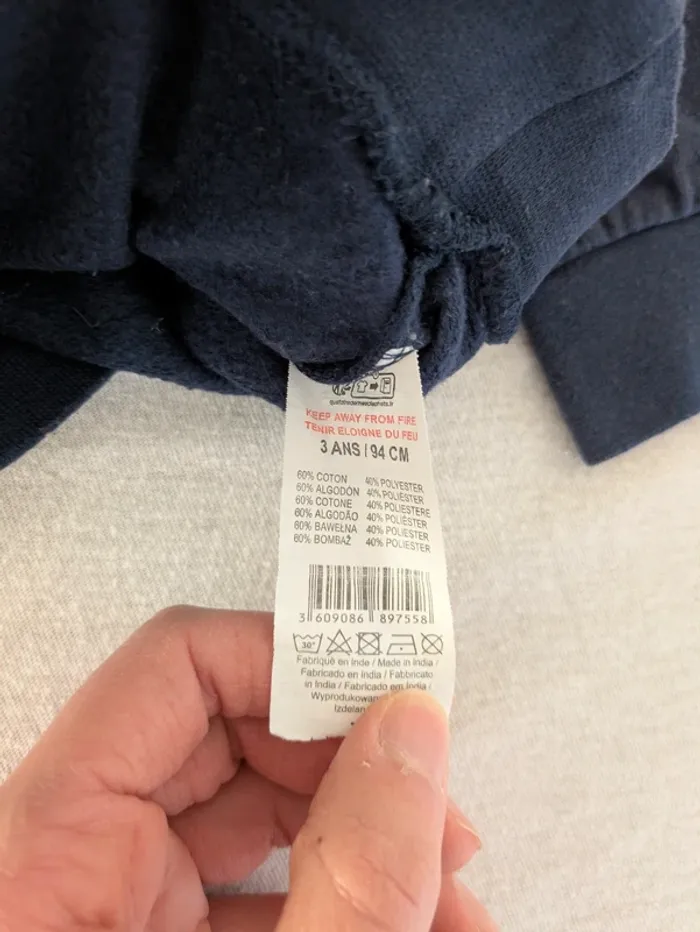 KEEP AWAY FROM FIRE
TENIR ELOIGNE DU FEU
3 ANS / 94 CM
60% COTON 40% POLYESTER
60% ALGODÓN 40% POLIÉSTER
60% COTONE 40% POLIESTERE
60% ALGODÃO 40% POLIÉSTER
60% BAWEŁNA 40% POLIESTER
60% BOMBAŽ 40% POLIESTER
3 609086 897558
30°
Fabriqué en Inde / Made in India /
Fabricado en India / Fabbricato
in India / Fabricado em Índia /